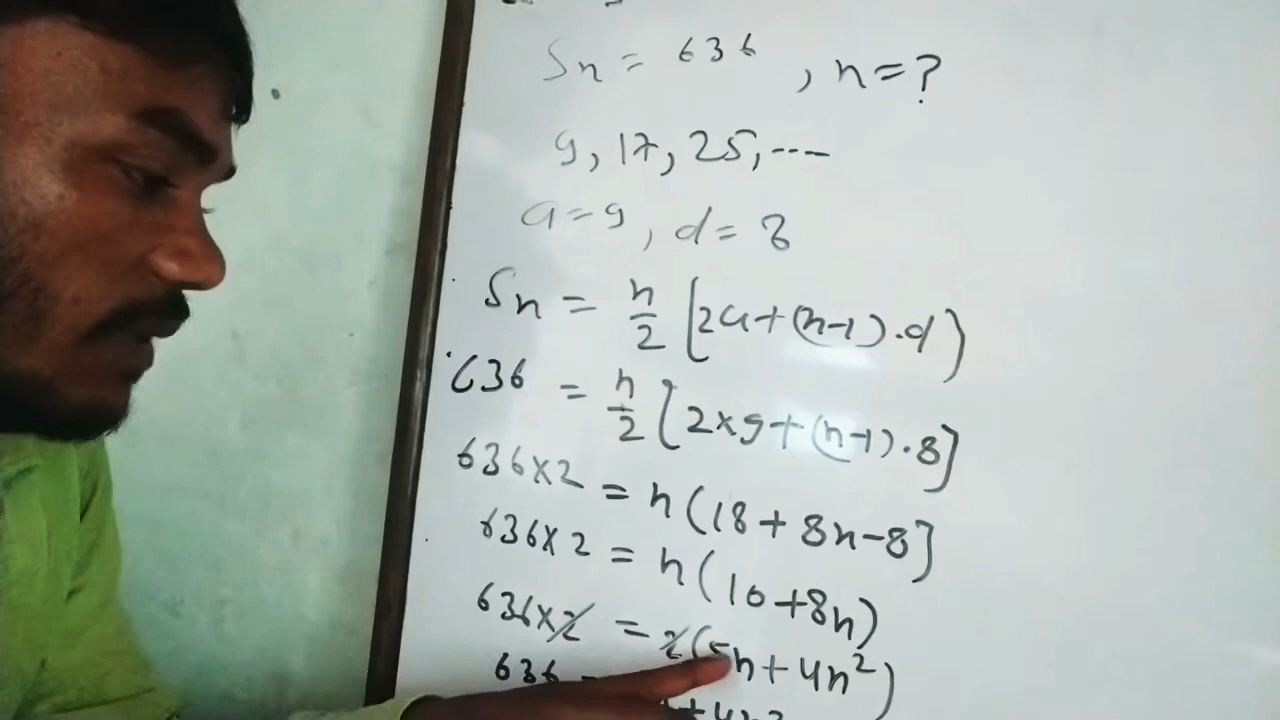 Sn = 636 , n = ?
9, 17, 25, ----
a = 9 , d = 8
Sn = n/2 [2a + (n-1) . d)
636 = n/2 [2 × 9 + (n-1) . 8]
636 × 2 = n (18 + 8n - 8]
636 × 2 = n (10 + 8n)
636 × 2 = 2 (5n + 4n²)
636 + 4n²